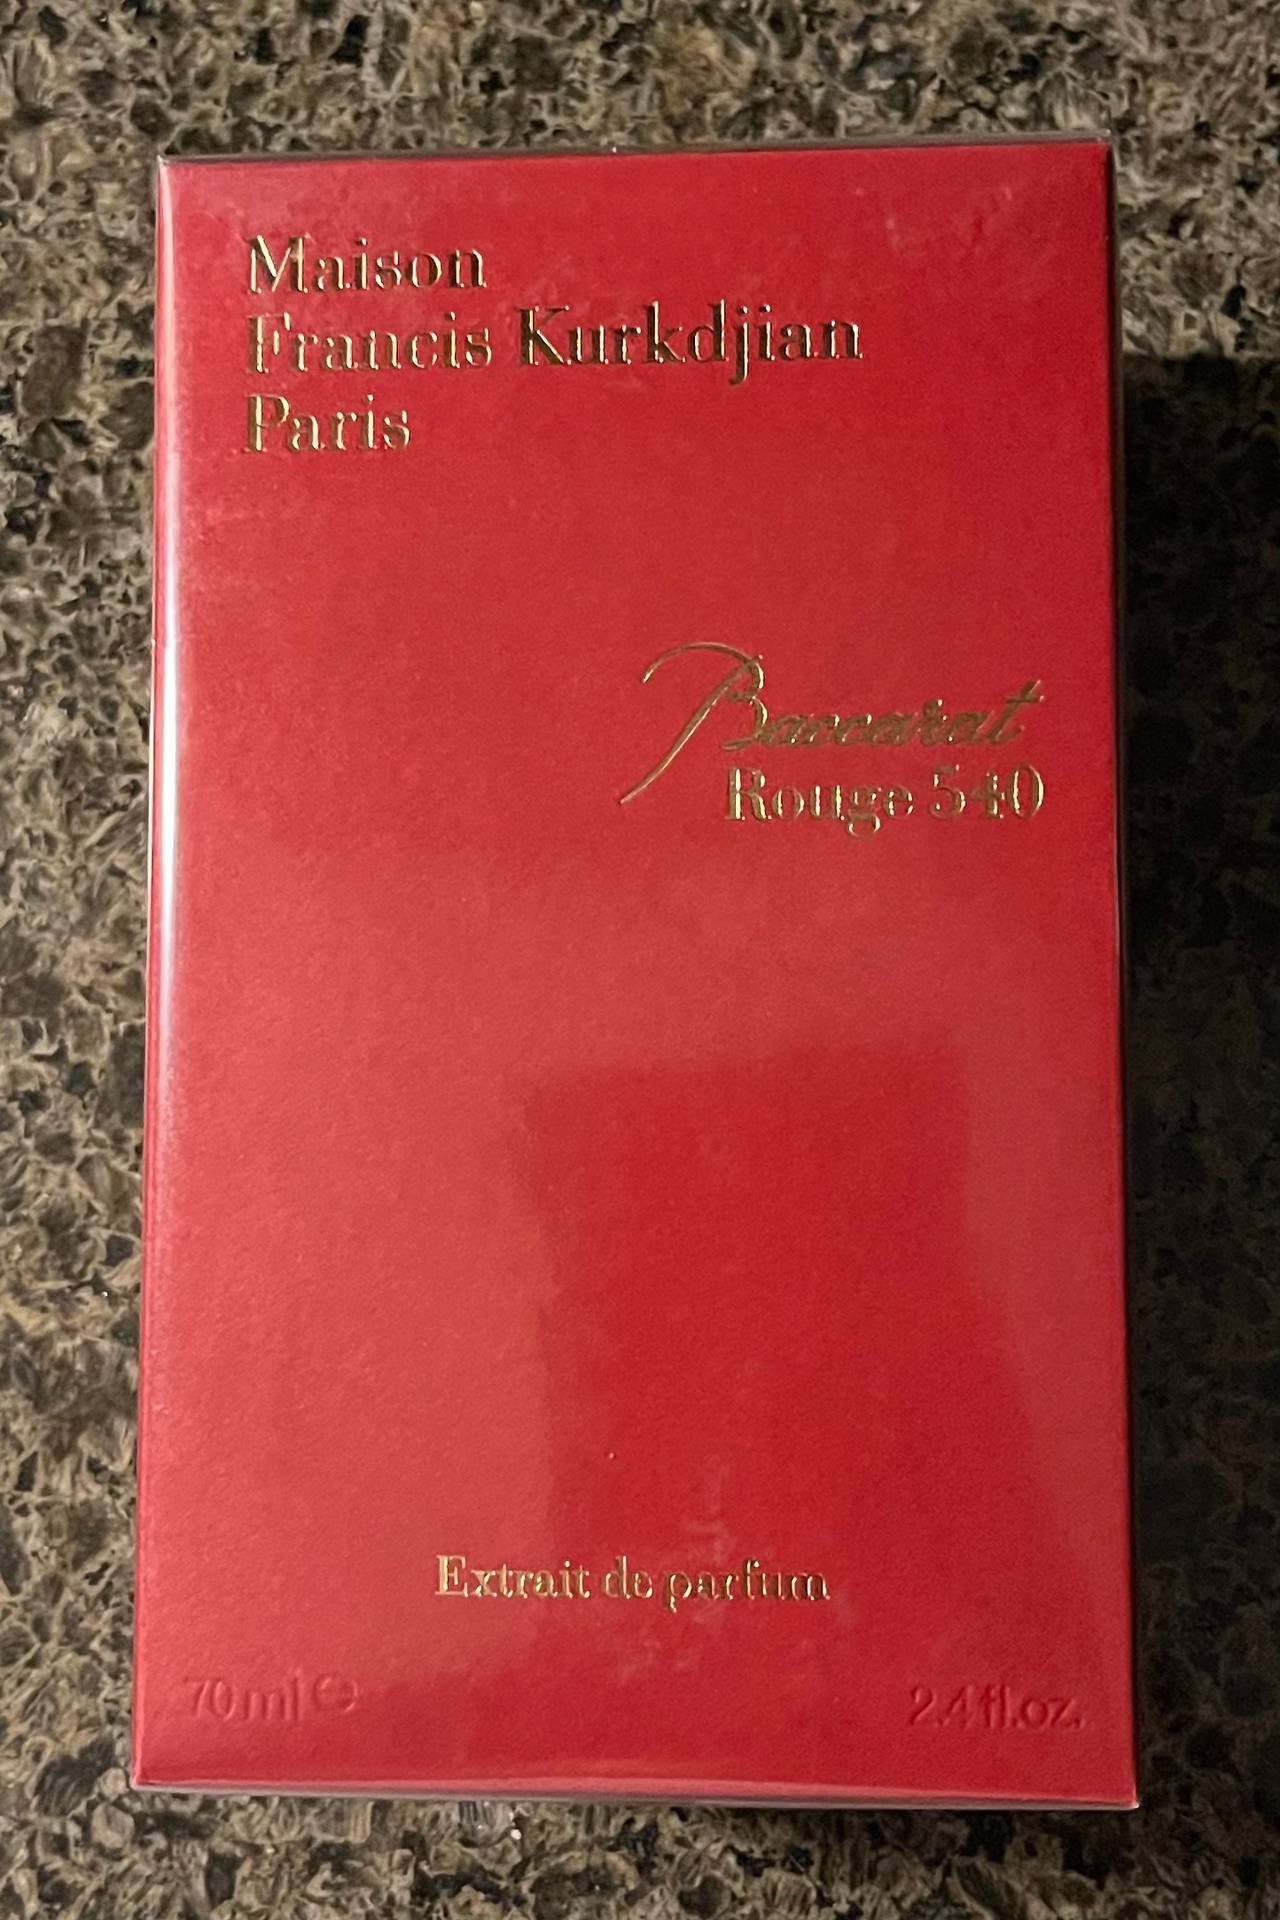 Maison
Francis Kurkdjian
Paris
Baccarat
Rouge 540
Extrait de parfum
70 ml ℮
2.4 fl.oz.